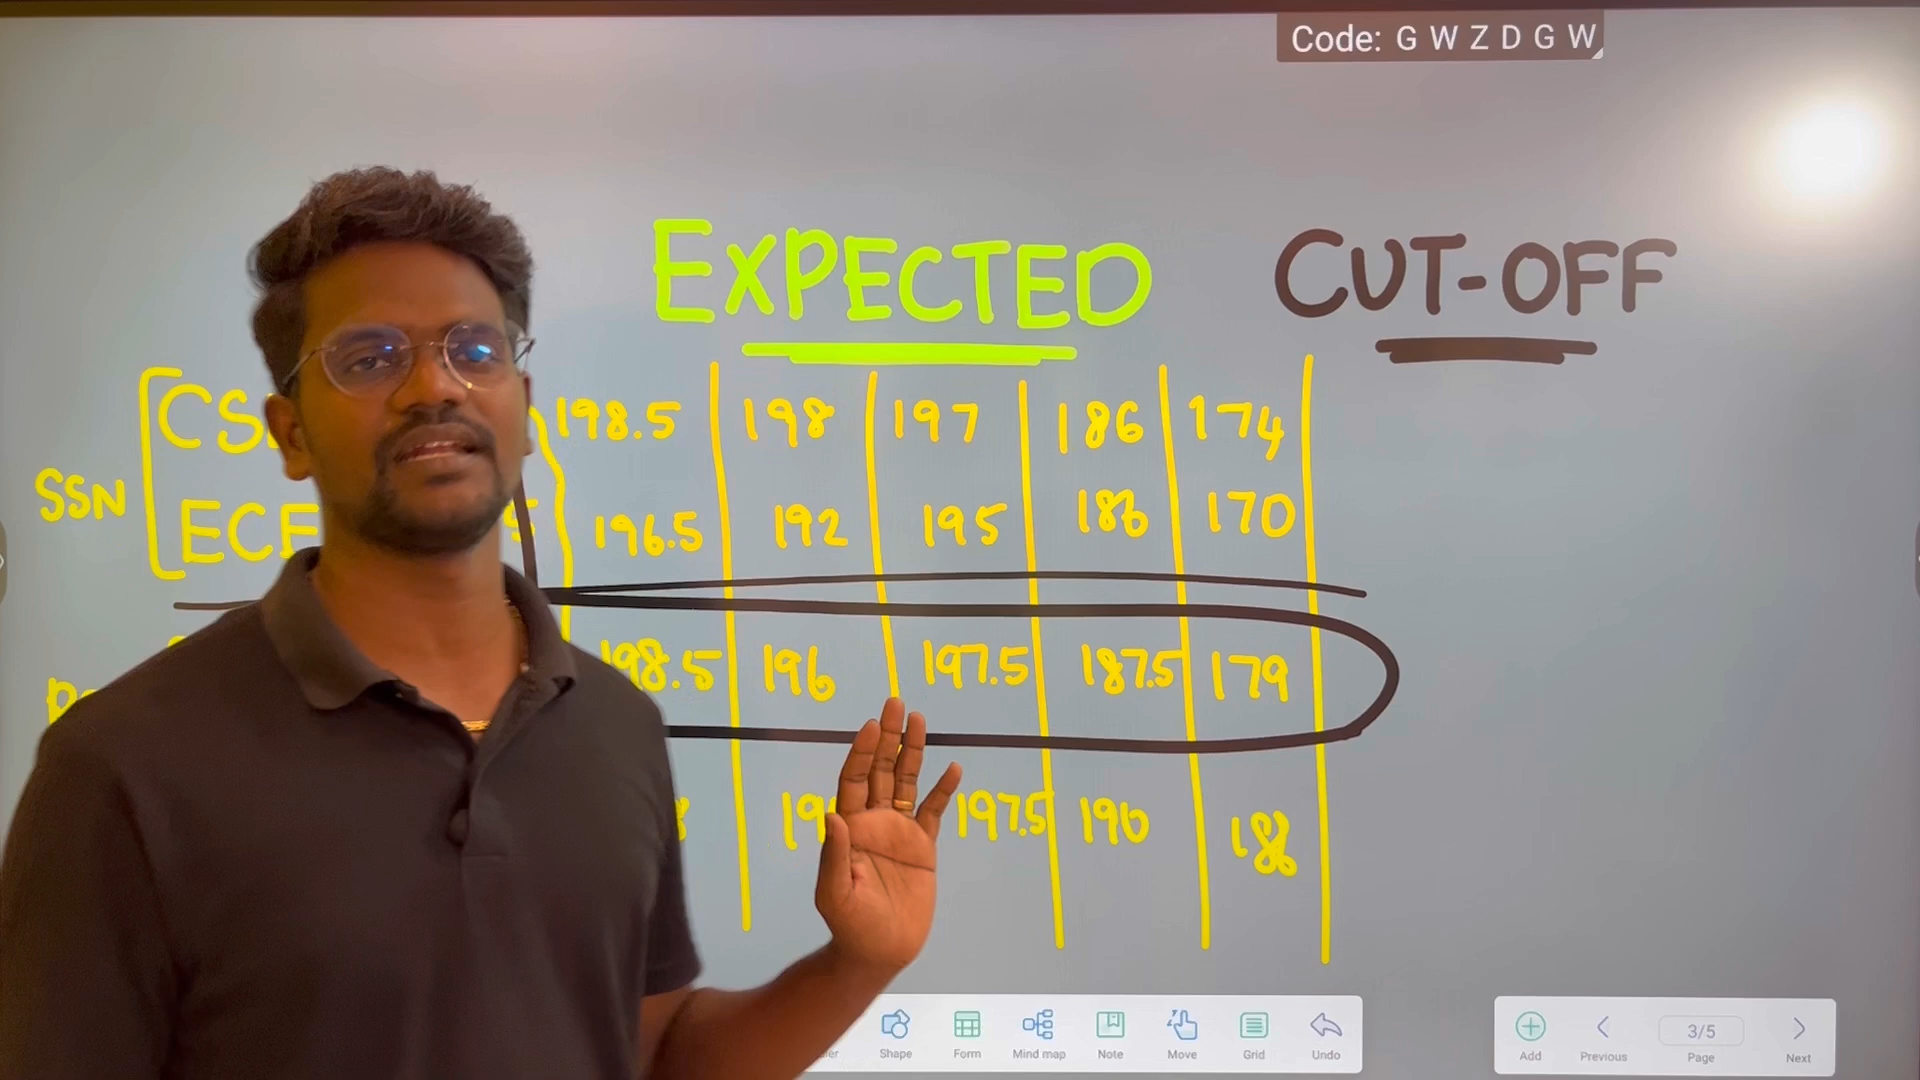 Code: G W Z D G W
EXPECTED CUT-OFF
CS 198.5 198 197 186 174
SSN
ECE 5 196.5 192 195 186 170
198.5 196 197.5 187.5 179
197.5 190 188
Shape Form Mind map Note Move Grid Undo
Add Previous 3/5 Page Next